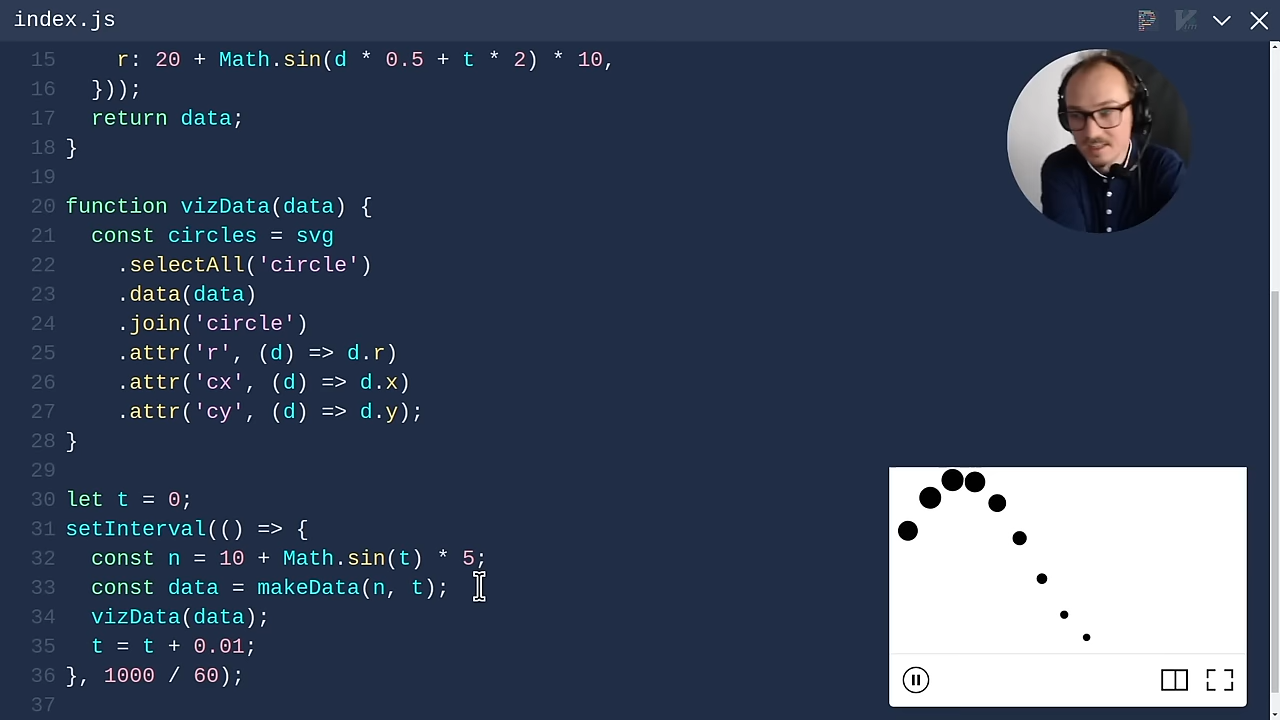 index.js
15 r: 20 + Math.sin(d * 0.5 + t * 2) * 10,
16 }));
17 return data;
18 }
19
20 function vizData(data) {
21 const circles = svg
22 .selectAll('circle')
23 .data(data)
24 .join('circle')
25 .attr('r', (d) => d.r)
26 .attr('cx', (d) => d.x)
27 .attr('cy', (d) => d.y);
28 }
29
30 let t = 0;
31 setInterval(() => {
32 const n = 10 + Math.sin(t) * 5;
33 const data = makeData(n, t);
34 vizData(data);
35 t = t + 0.01;
36 }, 1000 / 60);
37